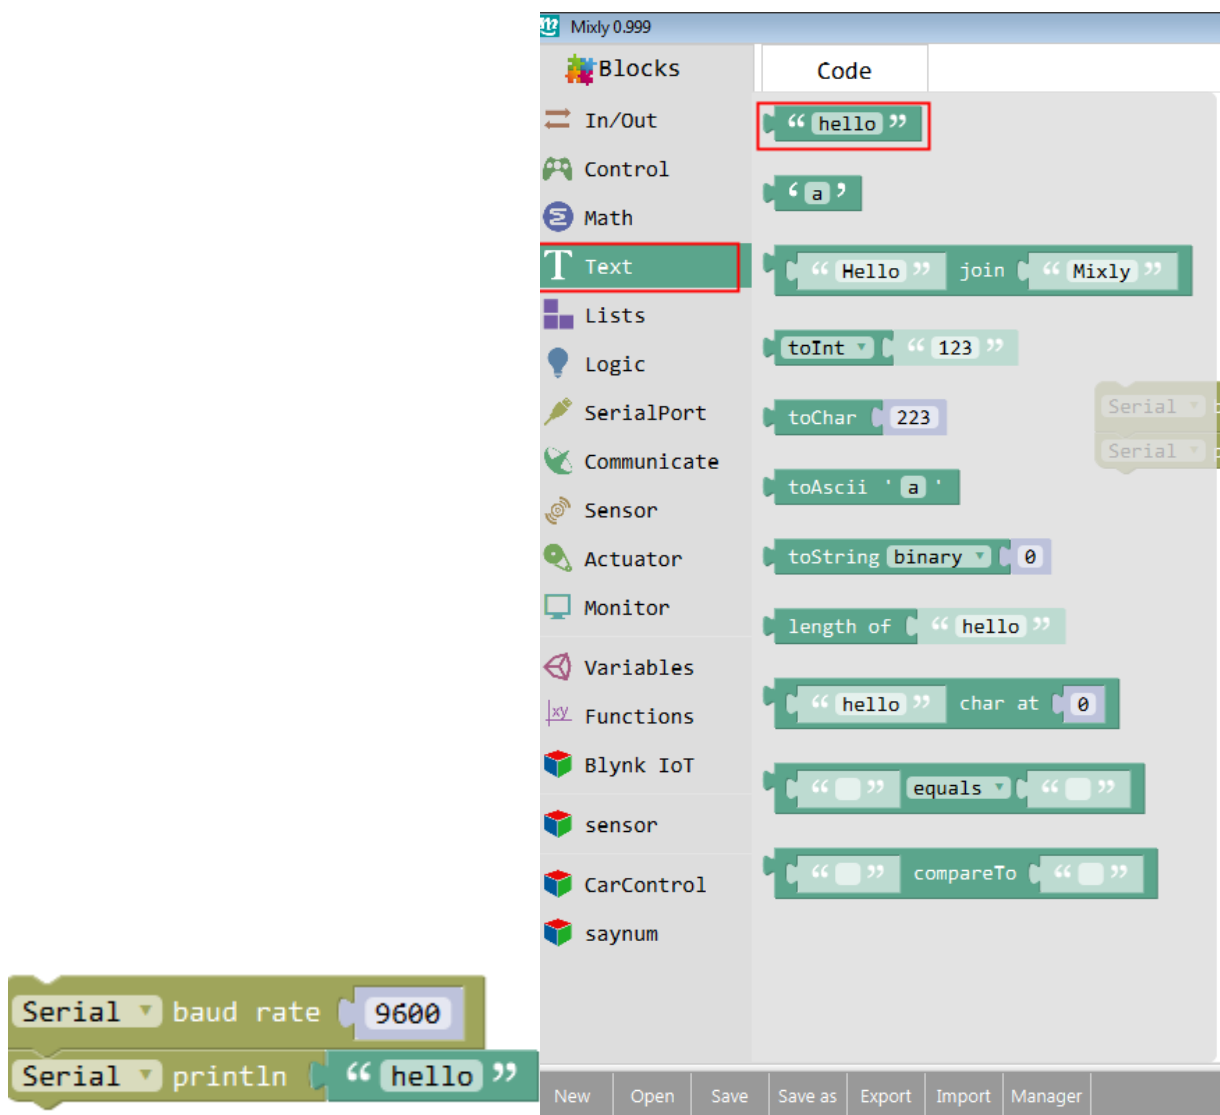 Mixly 0.999
Blocks
Code
In/Out
Control
Math
Text
Lists
Logic
SerialPort
Communicate
Sensor
Actuator
Monitor
Variables
Functions
Blynk IoT
sensor
CarControl
saynum
“ hello ”
‘ a ’
“ Hello ” join “ Mixly ”
toInt “ 123 ”
toChar 223
toAscii ' a '
toString binary 0
length of “ hello ”
“ hello ” char at 0
“ ” equals “ ”
“ ” compareTo “ ”
Serial
Serial
Serial baud rate 9600
Serial println “ hello ”
New Open Save Save as Export Import Manager